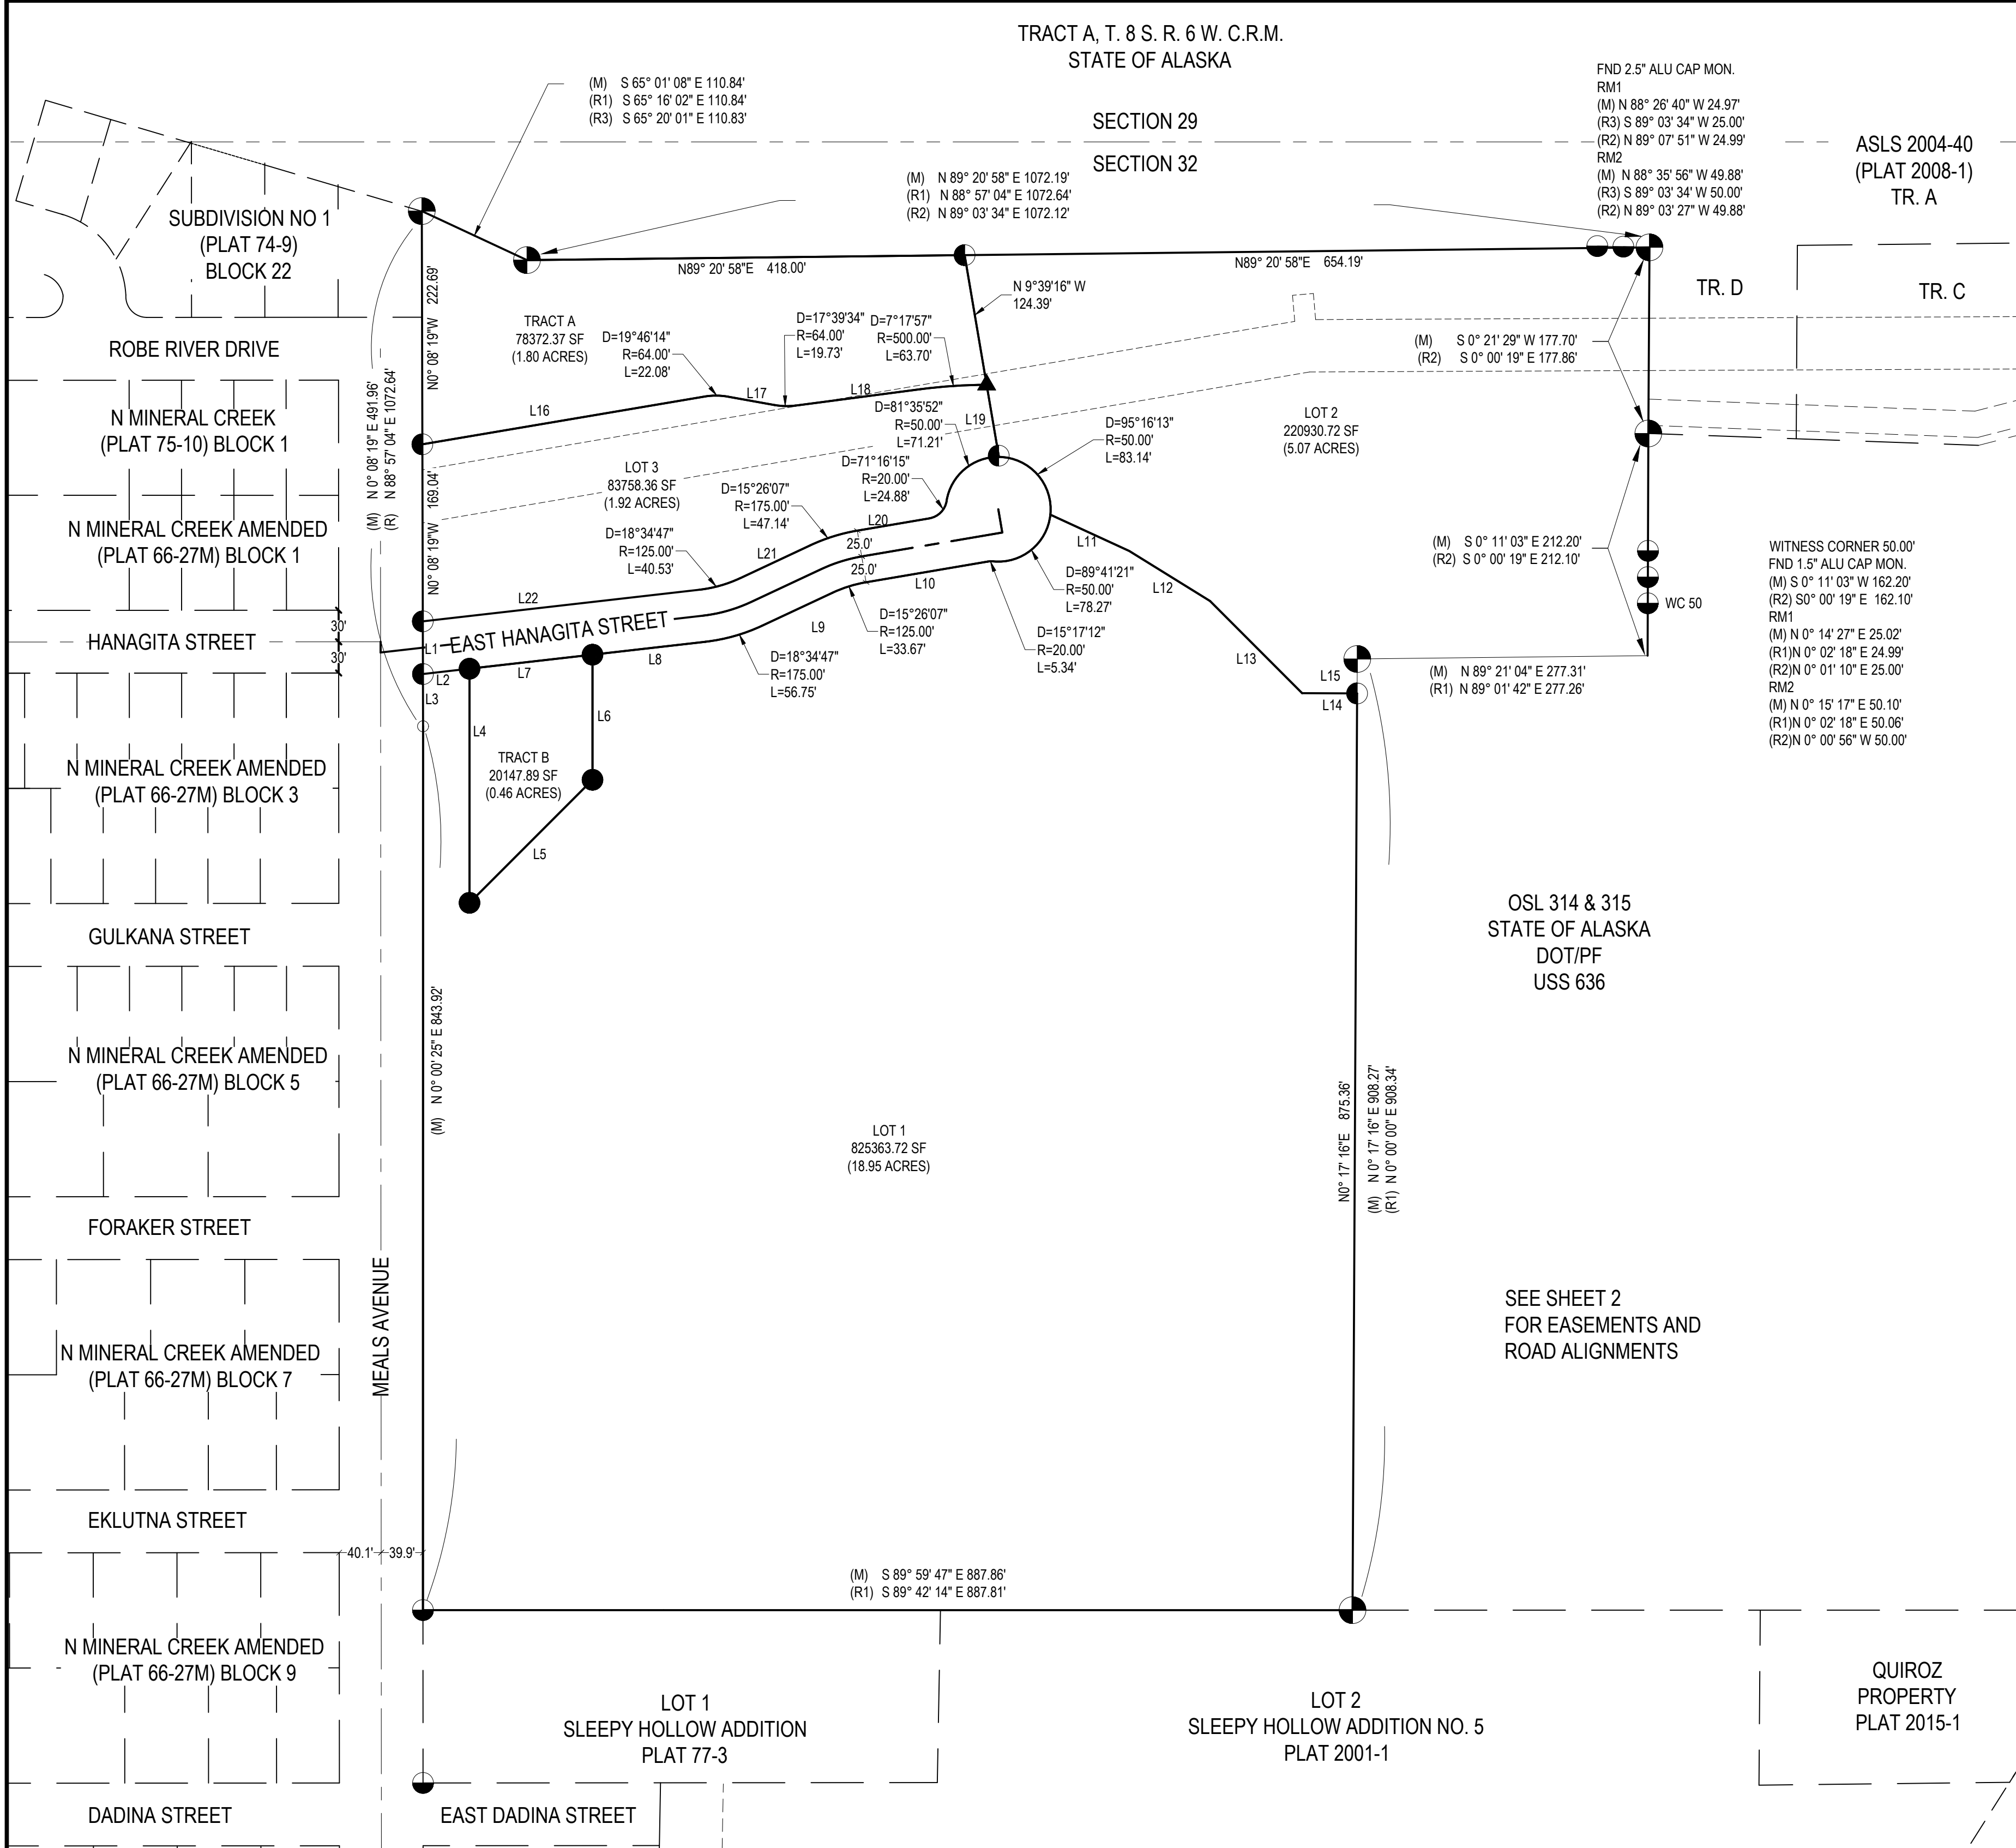 TRACT A, T. 8 S. R. 6 W. C.R.M.
STATE OF ALASKA
(M) S 65° 01' 08" E 110.84'
(R1) S 65° 16' 02" E 110.84'
(R3) S 65° 20' 01" E 110.83'
SECTION 29
SECTION 32
FND 2.5" ALU CAP MON.
RM1
(M) N 88° 26' 40" W 24.97'
(R3) S 89° 03' 34" W 25.00'
(R2) N 89° 07' 51" W 24.99'
RM2
(M) N 88° 35' 56" W 49.88'
(R3) S 89° 03' 34' W 50.00'
(R2) N 89° 03' 27" W 49.88'
ASLS 2004-40
(PLAT 2008-1)
TR. A
(M) N 89° 20' 58" E 1072.19'
(R1) N 88° 57' 04" E 1072.64'
(R2) N 89° 03' 34" E 1072.12'
SUBDIVISION NO 1
(PLAT 74-9)
BLOCK 22
N0° 08' 19"W 222.69'
N89° 20' 58"E 418.00'
N89° 20' 58"E 654.19'
TR. D
TR. C
N 9°39'16" W
124.39'
TRACT A
78372.37 SF
(1.80 ACRES)
D=19°46'14"
R=64.00'
L=22.08'
D=17°39'34"
R=64.00'
L=19.73'
D=7°17'57"
R=500.00'
L=63.70'
(M) S 0° 21' 29" W 177.70'
(R2) S 0° 00' 19" E 177.86'
ROBE RIVER DRIVE
L16
L17
L18
L19
N MINERAL CREEK
(PLAT 75-10) BLOCK 1
(M) N 0° 08' 19" E 491.96'
(R) N 88° 57' 04" E 1072.64'
D=81°35'52"
R=50.00'
L=71.21'
D=95°16'13"
R=50.00'
L=83.14'
LOT 2
220930.72 SF
(5.07 ACRES)
LOT 3
83758.36 SF
(1.92 ACRES)
D=71°16'15"
R=20.00'
L=24.88'
D=15°26'07"
R=175.00'
L=47.14'
D=18°34'47"
R=125.00'
L=40.53'
N0° 08' 19"W 169.04'
N MINERAL CREEK AMENDED
(PLAT 66-27M) BLOCK 1
L20
25.0'
25.0'
L21
L10
L11
L12
(M) S 0° 11' 03" E 212.20'
(R2) S 0° 00' 19" E 212.10'
WITNESS CORNER 50.00'
FND 1.5" ALU CAP MON.
(M) S 0° 11' 03" W 162.20'
(R2) S0° 00' 19" E 162.10'
RM1
(M) N 0° 14' 27" E 25.02'
(R1)N 0° 02' 18" E 24.99'
(R2)N 0° 01' 10" E 25.00'
RM2
(M) N 0° 15' 17" E 50.10'
(R1)N 0° 02' 18" E 50.06'
(R2)N 0° 00' 56" W 50.00'
WC 50
D=89°41'21"
R=50.00'
L=78.27'
L22
30'
30'
HANAGITA STREET
L1
EAST HANAGITA STREET
L9
D=15°26'07"
R=125.00'
L=33.67'
D=15°17'12"
R=20.00'
L=5.34'
D=18°34'47"
R=175.00'
L=56.75'
L2
L3
L7
L8
L13
L15
L14
(M) N 89° 21' 04" E 277.31'
(R1) N 89° 01' 42" E 277.26'
L4
L6
L5
TRACT B
20147.89 SF
(0.46 ACRES)
N MINERAL CREEK AMENDED
(PLAT 66-27M) BLOCK 3
GULKANA STREET
OSL 314 & 315
STATE OF ALASKA
DOT/PF
USS 636
(M) N 0° 00' 25" E 843.92'
N MINERAL CREEK AMENDED
(PLAT 66-27M) BLOCK 5
LOT 1
825363.72 SF
(18.95 ACRES)
N0° 17' 16"E 875.36'
(M) N 0° 17' 16" E 908.27'
(R1) N 0° 00' 00" E 908.34'
FORAKER STREET
MEALS AVENUE
SEE SHEET 2
FOR EASEMENTS AND
ROAD ALIGNMENTS
N MINERAL CREEK AMENDED
(PLAT 66-27M) BLOCK 7
EKLUTNA STREET
40.1'
39.9'
(M) S 89° 59' 47" E 887.86'
(R1) S 89° 42' 14" E 887.81'
N MINERAL CREEK AMENDED
(PLAT 66-27M) BLOCK 9
LOT 1
SLEEPY HOLLOW ADDITION
PLAT 77-3
LOT 2
SLEEPY HOLLOW ADDITION NO. 5
PLAT 2001-1
QUIROZ
PROPERTY
PLAT 2015-1
DADINA STREET
EAST DADINA STREET